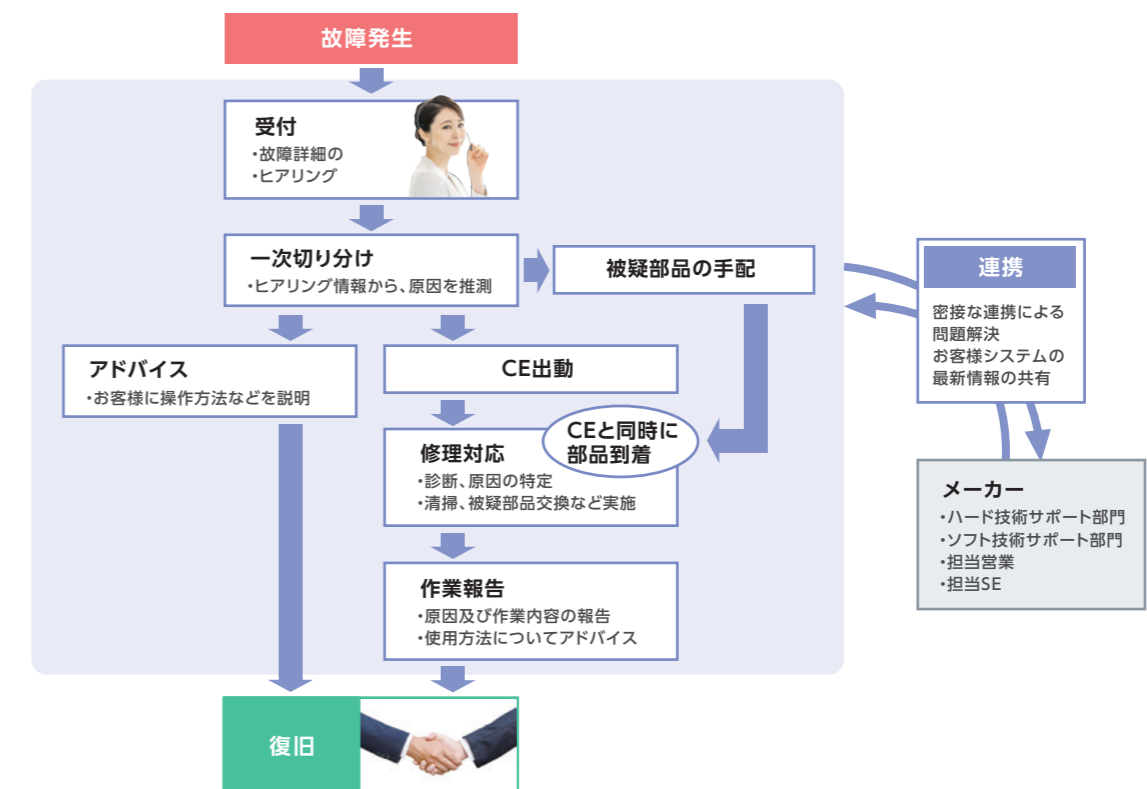 故障発生
受付
・故障詳細の
・ヒアリング
一次切り分け
・ヒアリング情報から、原因を推測
被疑部品の手配
アドバイス
・お客様に操作方法などを説明
CE出動
CEと同時に
部品到着
修理対応
・診断、原因の特定
・清掃、被疑部品交換など実施
作業報告
・原因及び作業内容の報告
・使用方法についてアドバイス
復旧
連携
密接な連携による
問題解決
お客様システムの
最新情報の共有
メーカー
・ハード技術サポート部門
・ソフト技術サポート部門
・担当営業
・担当SE